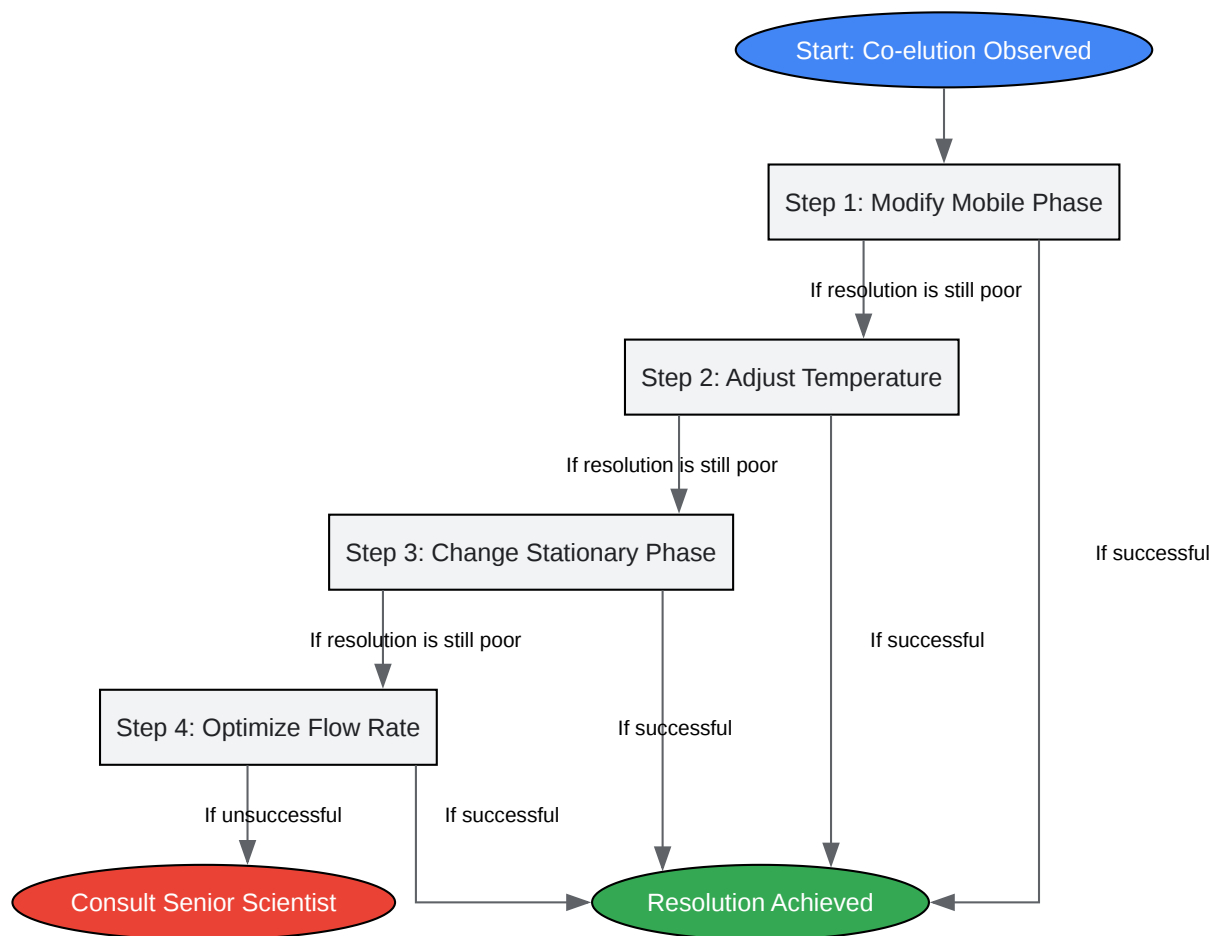 Start: Co-elution Observed
Step 1: Modify Mobile Phase
If resolution is still poor
Step 2: Adjust Temperature
If resolution is still poor
Step 3: Change Stationary Phase
If successful
If resolution is still poor
If successful
Step 4: Optimize Flow Rate
If successful
If unsuccessful
If successful
Consult Senior Scientist
Resolution Achieved